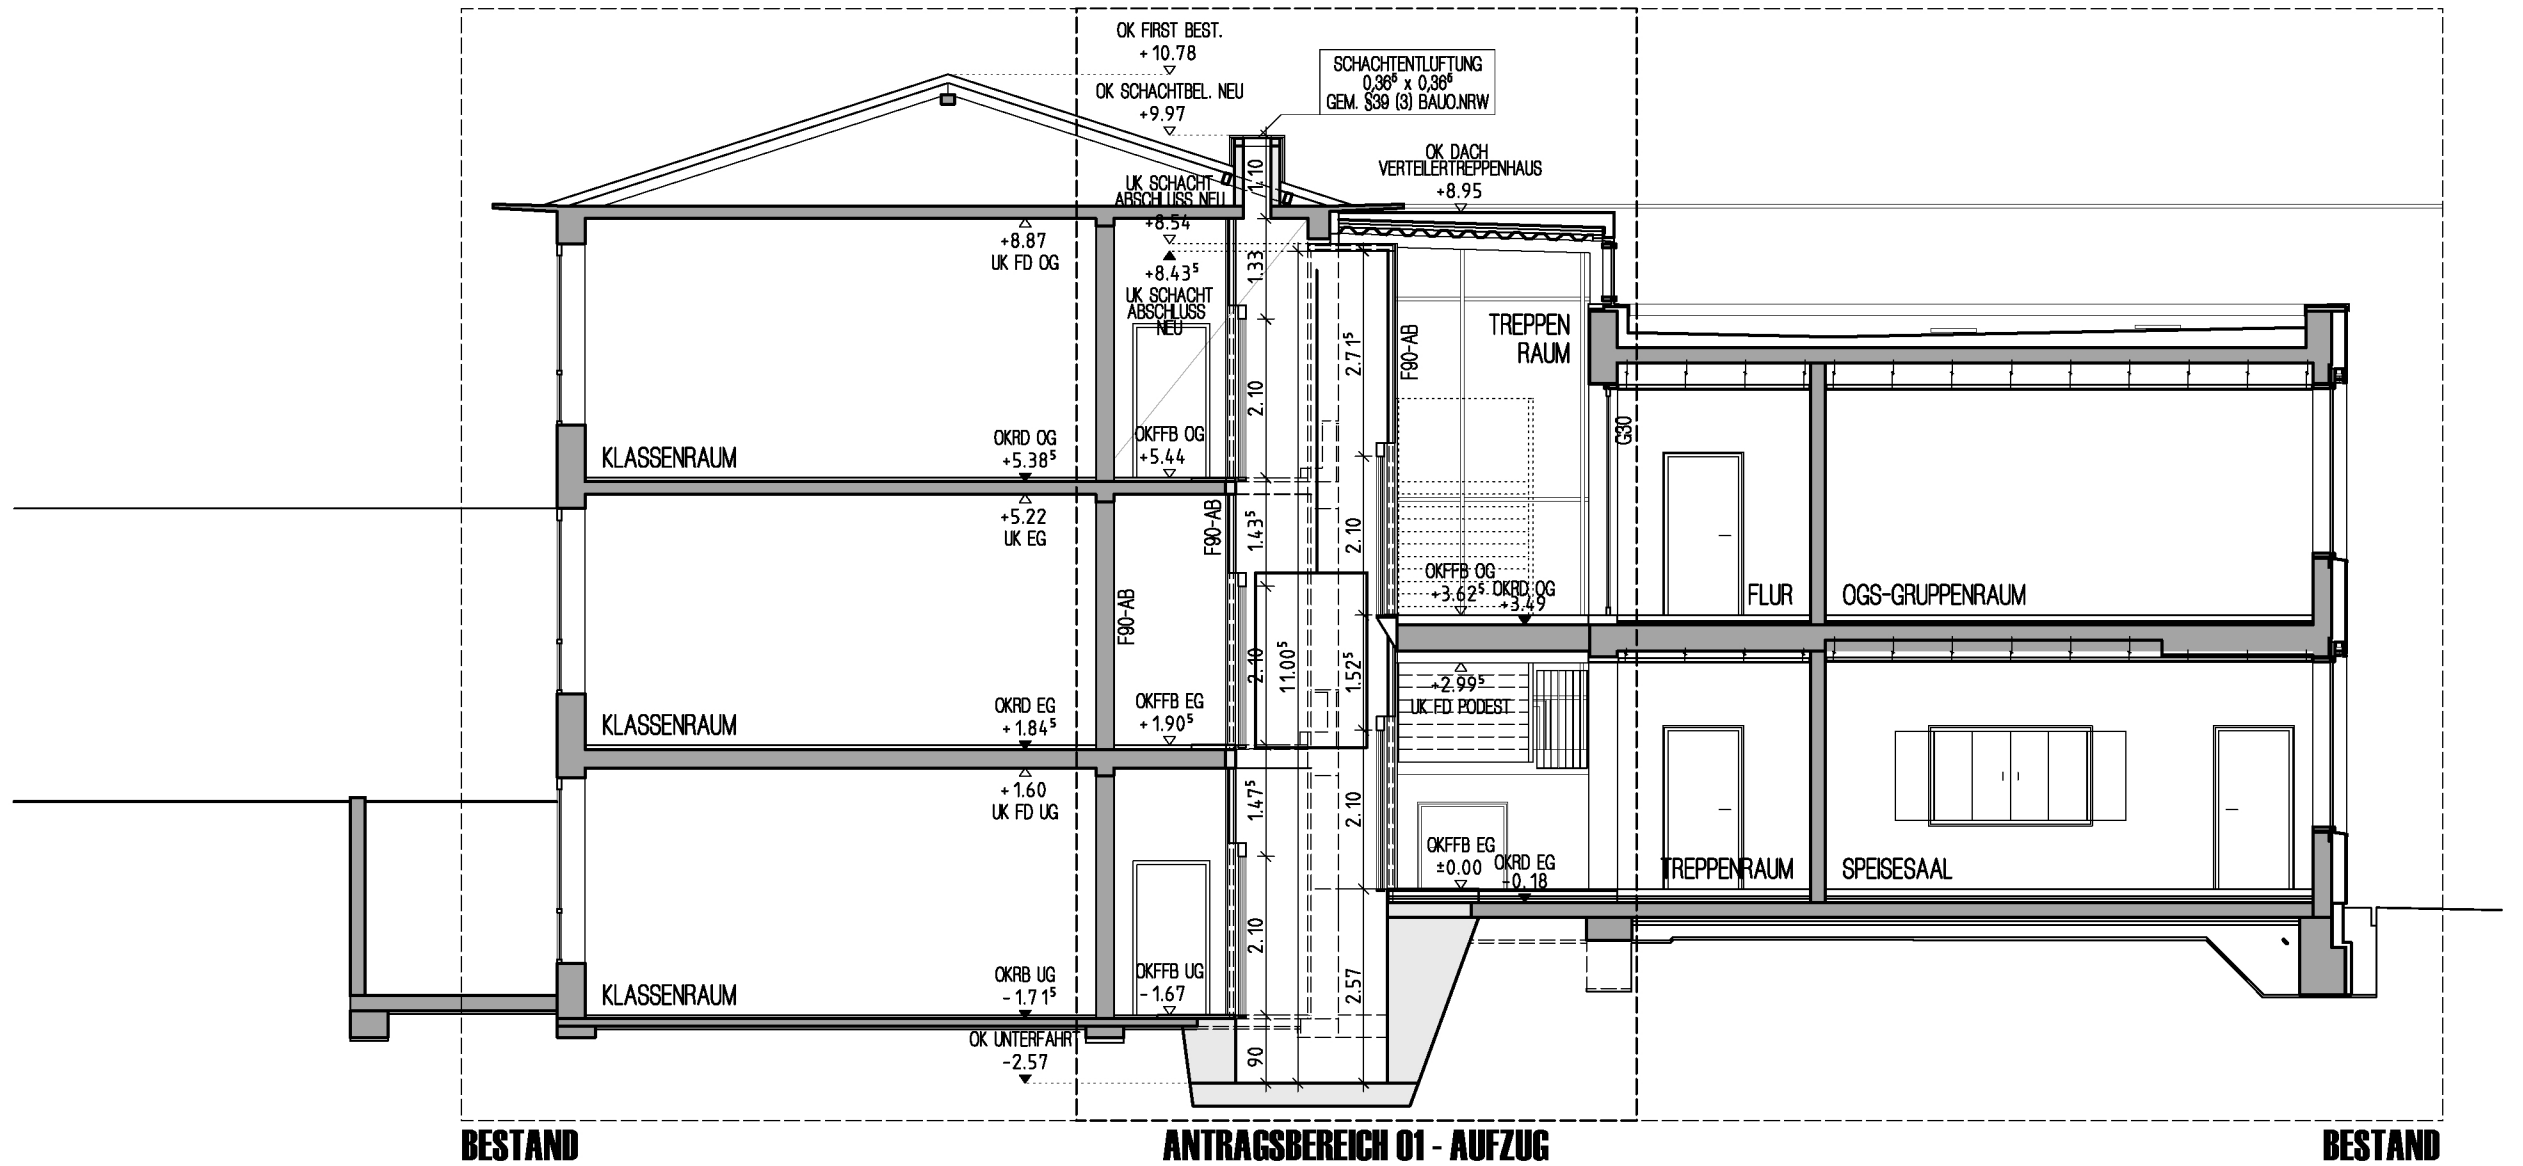 OK FIRST BEST.
+10.78
OK SCHACHTBEL. NEU
+9.97
SCHACHTENTLUFTUNG
0,36⁵ x 0,36⁵
GEM. §39 (3) BAUO.NRW
OK DACH
VERTEILERTREPPENHAUS
+8.95
UK SCHACHT
ABSCHLUSS NEU
+8.54
+8.43⁵
UK SCHACHT
ABSCHLUSS
NEU
+8.87
UK FD OG
1.10
1.33
2.10
2.71⁵
F90-AB
TREPPEN
RAUM
G30
KLASSENRAUM
OKRD OG
+5.38⁵
OKFFB OG
+5.44
+5.22
UK EG
F90-AB
1.43⁵
2.10
F90-AB
OKFFB OG
+3.62⁵
OKRD OG
+3.49
FLUR
OGS-GRUPPENRAUM
2.10
11.00⁵
1.52⁵
+2.99⁵
UK FD PODEST
KLASSENRAUM
OKRD EG
+1.84⁵
OKFFB EG
+1.90⁵
+1.60
UK FD UG
1.47⁵
2.10
OKFFB EG
±0.00
OKRD EG
-0.18
TREPPENRAUM
SPEISESAAL
2.10
2.57
KLASSENRAUM
OKRB UG
-1.71⁵
OKFFB UG
-1.67
OK UNTERFAHRT
-2.57
90
BESTAND
ANTRAGSBEREICH 01 - AUFZUG
BESTAND